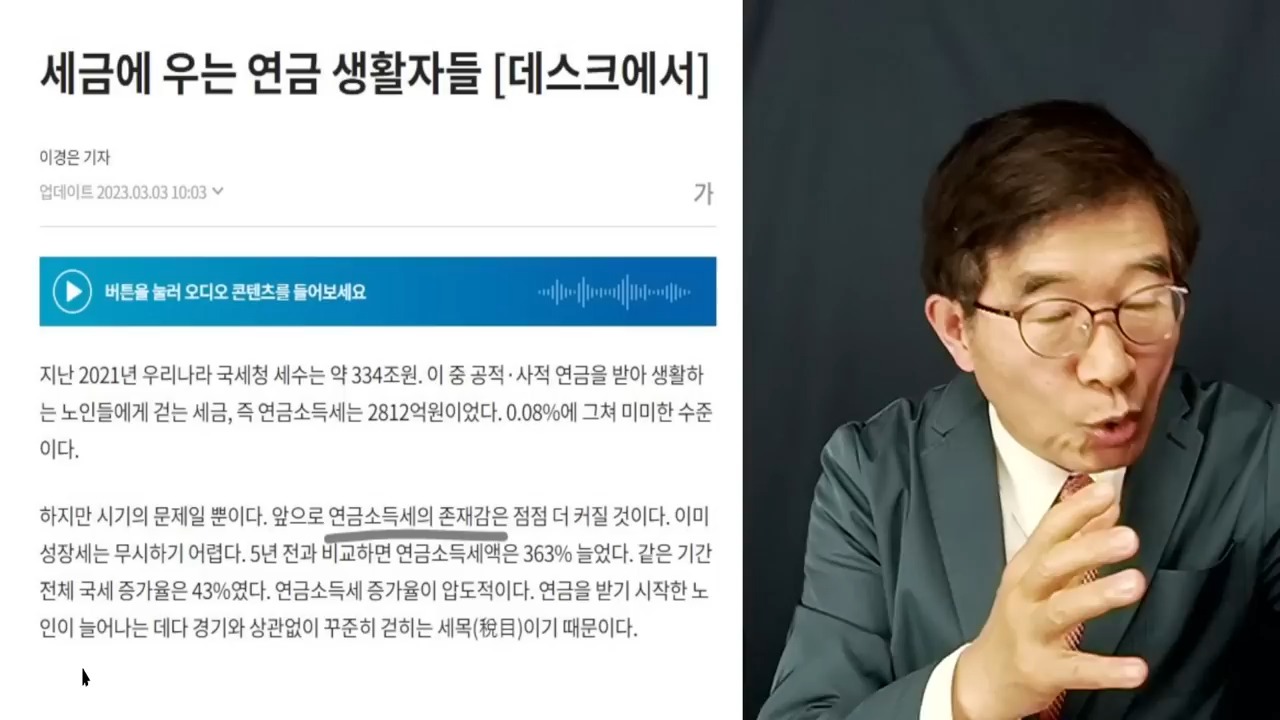 세금에 우는 연금 생활자들 [데스크에서]
이경은 기자
업데이트 2023.03.03 10:03
가
버튼을 눌러 오디오 콘텐츠를 들어보세요
지난 2021년 우리나라 국세청 세수는 약 334조원. 이 중 공적·사적 연금을 받아 생활하
는 노인들에게 걷는 세금, 즉 연금소득세는 2812억원이었다. 0.08%에 그쳐 미미한 수준
이다.
하지만 시기의 문제일 뿐이다. 앞으로 연금소득세의 존재감은 점점 더 커질 것이다. 이미
성장세는 무시하기 어렵다. 5년 전과 비교하면 연금소득세액은 363% 늘었다. 같은 기간
전체 국세 증가율은 43%였다. 연금소득세 증가율이 압도적이다. 연금을 받기 시작한 노
인이 늘어나는 데다 경기와 상관없이 꾸준히 걷히는 세목(稅目)이기 때문이다.